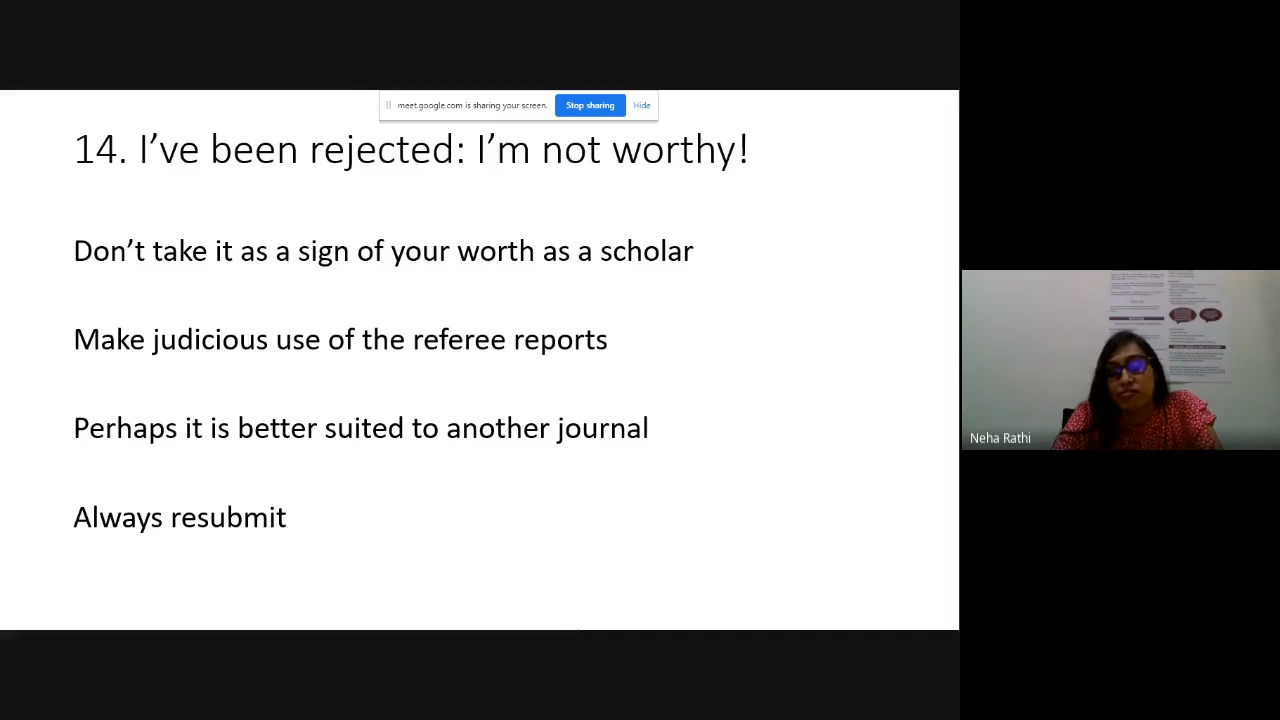 meet.google.com is sharing your screen. Stop sharing Hide
14. I've been rejected: I'm not worthy!
Don't take it as a sign of your worth as a scholar
Make judicious use of the referee reports
Perhaps it is better suited to another journal
Always resubmit
Neha Rathi